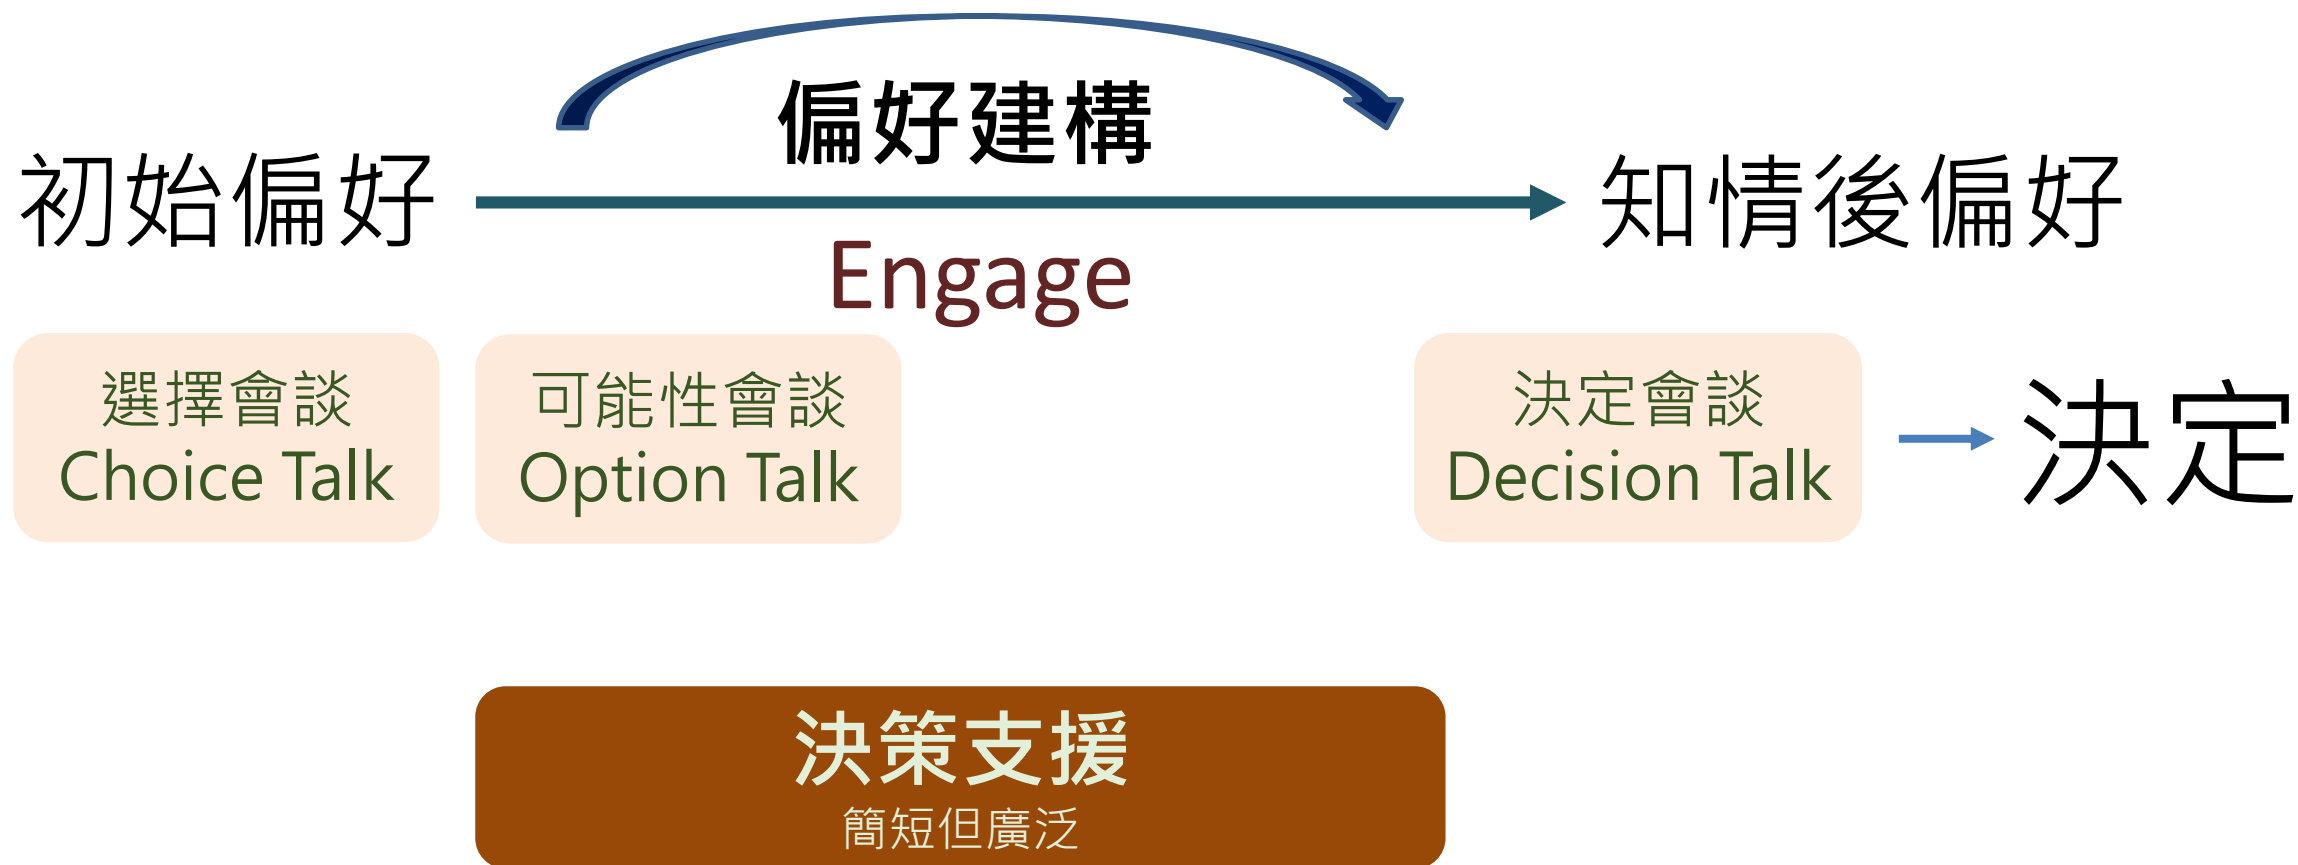 偏好建構
初始偏好
知情後偏好
Engage
選擇會談
Choice Talk
可能性會談
Option Talk
決定會談
Decision Talk
決定
決策支援
簡短但廣泛